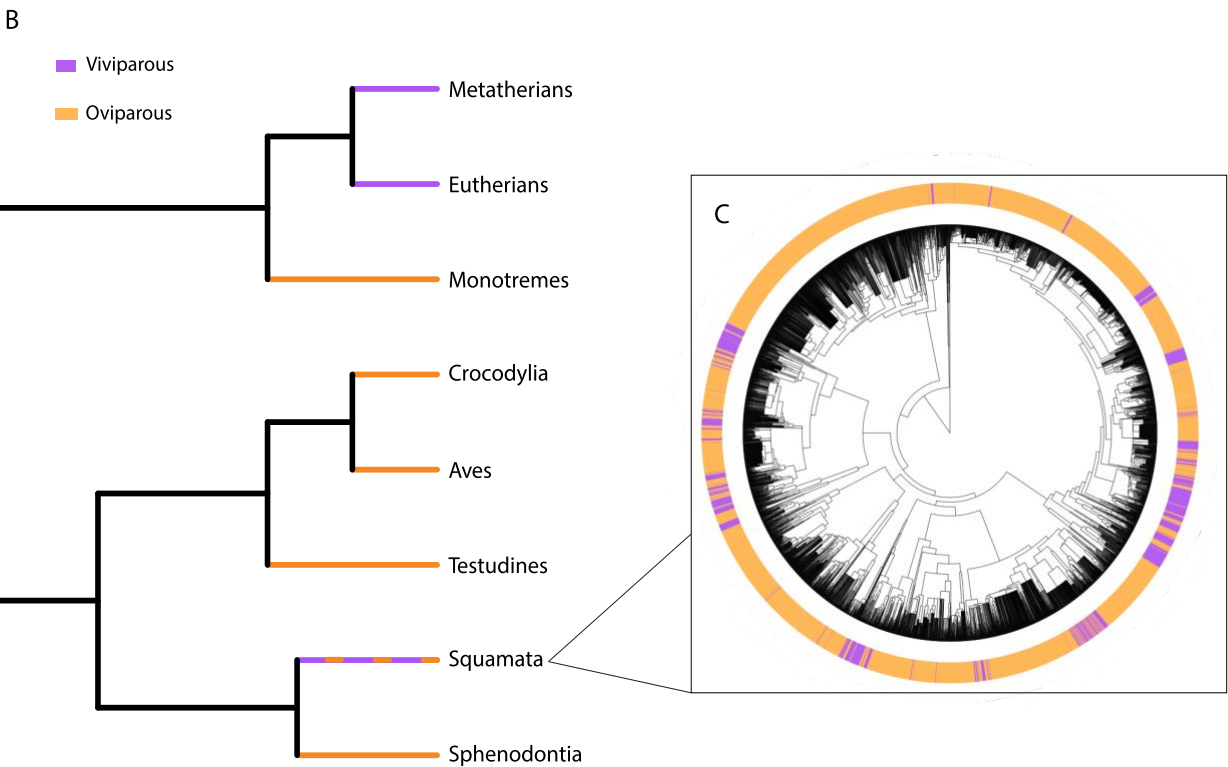 B
Viviparous
Oviparous
Metatherians
Eutherians
Monotremes
Crocodylia
Aves
Testudines
Squamata
Sphenodontia
C